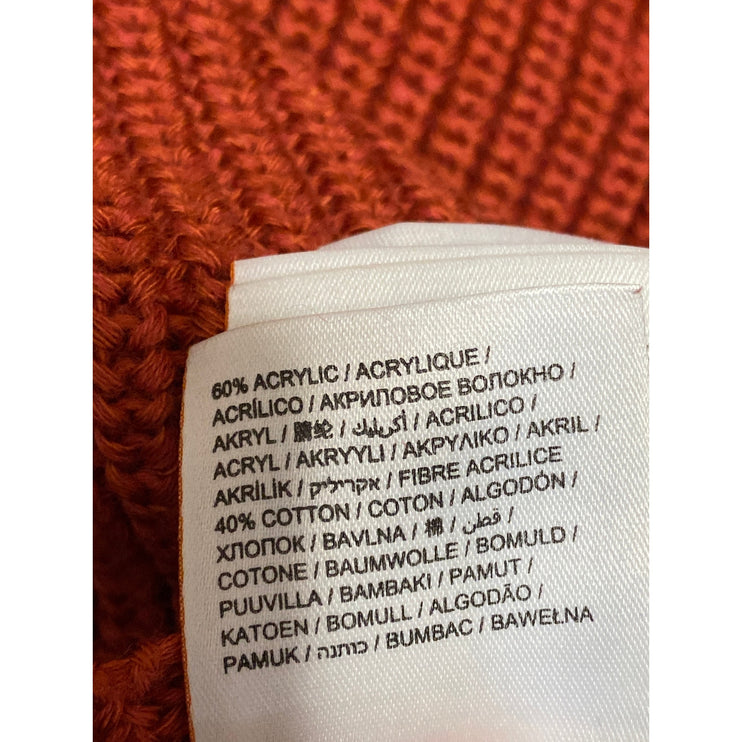 60% ACRYLIC / ACRYLIQUE /
ACRÍLICO / АКРИЛОВОЕ ВОЛОКНО /
AKRYL / 腈纶 / أكريليك / ACRILICO /
ACRYL / AKRYYLI / ΑΚΡΥΛΙΚΟ / AKRIL /
AKRİLİK / אקריליק / FIBRE ACRILICE
40% COTTON / COTON / ALGODÓN /
ХЛОПОК / BAVLNA / 棉 / قطن /
COTONE / BAUMWOLLE / BOMULD /
PUUVILLA / BAMBAKI / PAMUT /
KATOEN / BOMULL / ALGODÃO /
PAMUK / כותנה / BUMBAC / BAWEŁNA